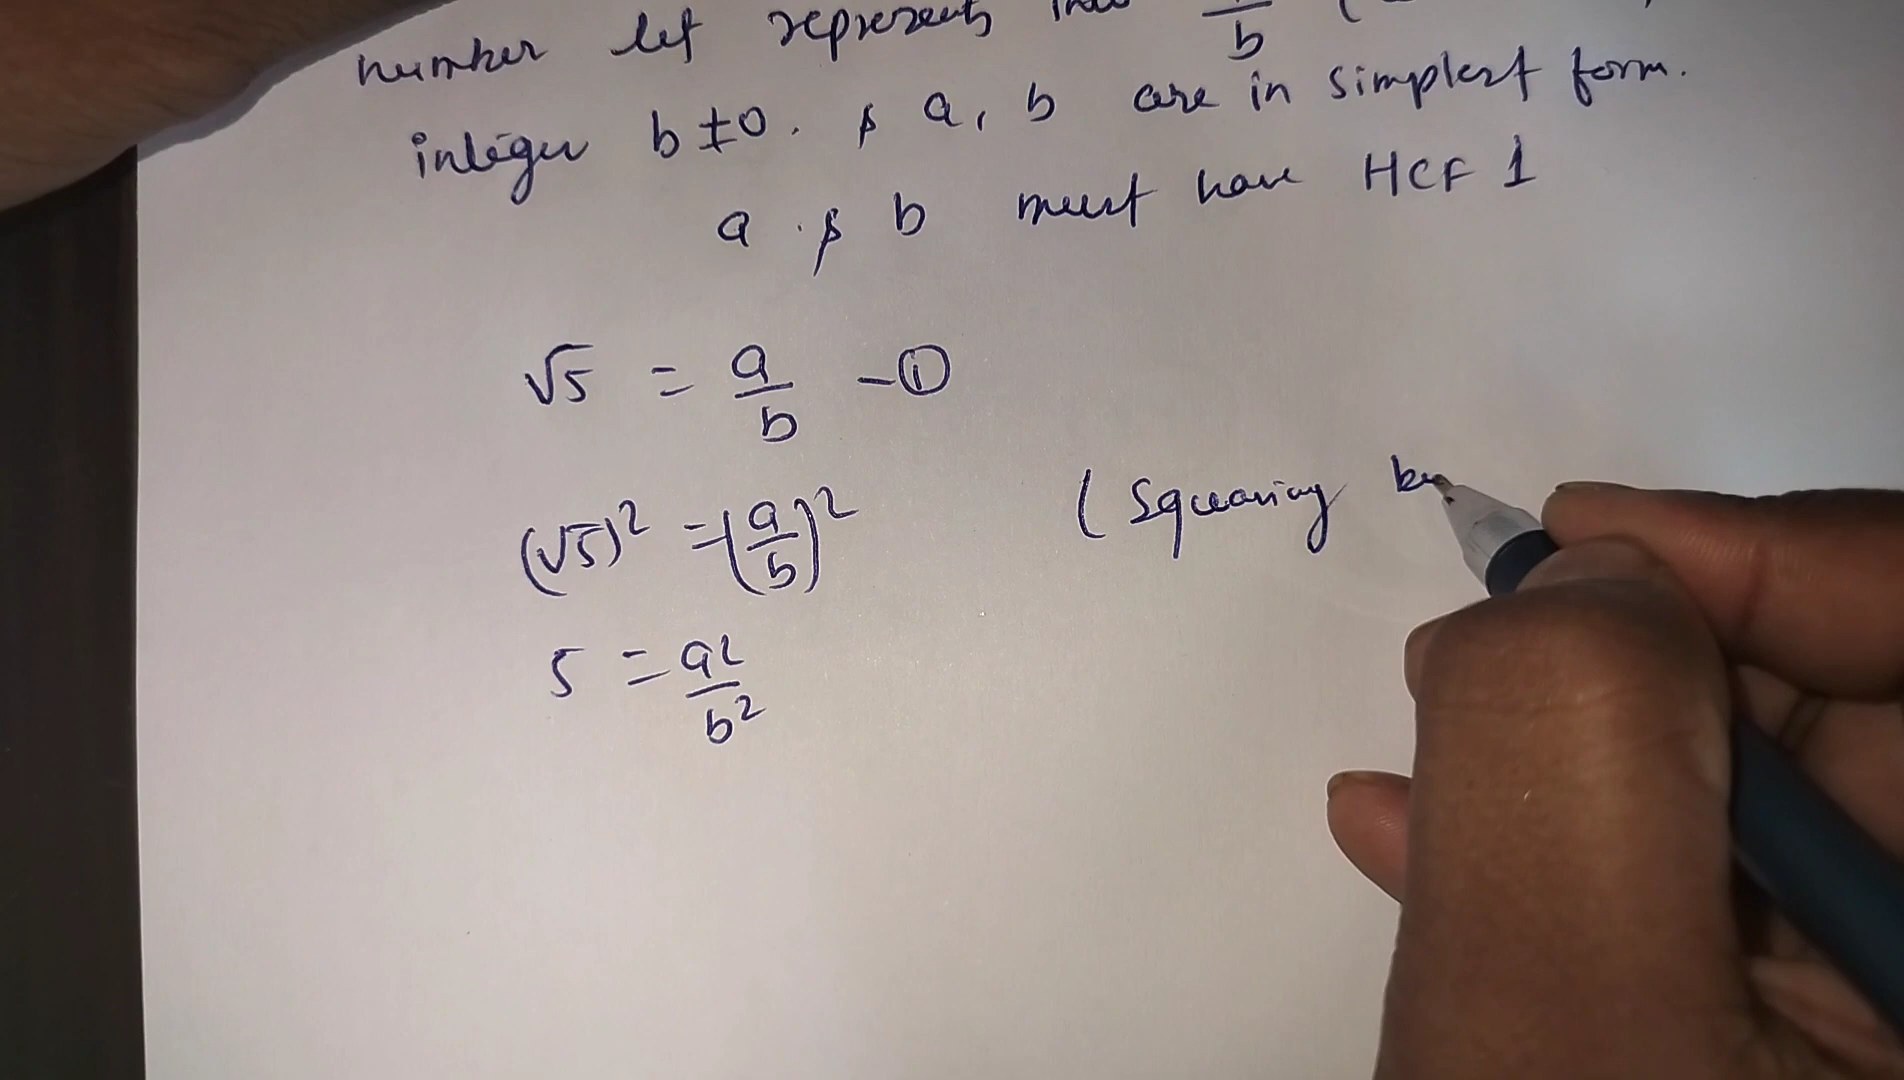 number let represents into /b (
integer b≠0. & a, b are in simplest form.
a & b must have HCF 1
√5 = a/b -①
(√5)² = (a/b)² (Squaring
5 = a²/b²